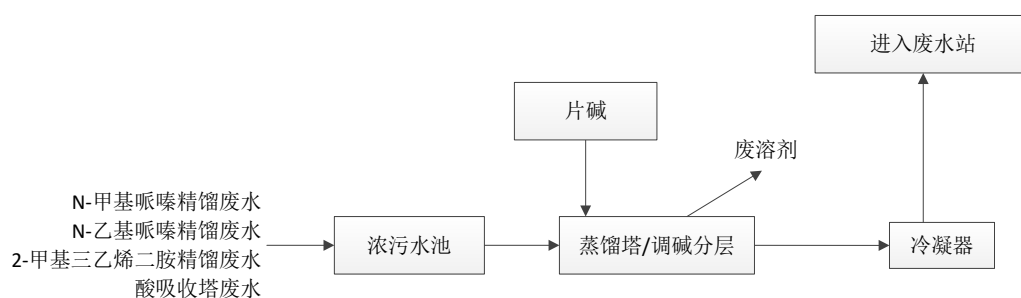 进入废水站
片碱
废溶剂
N-甲基哌嗪精馏废水
N-乙基哌嗪精馏废水
2-甲基三乙烯二胺精馏废水
酸吸收塔废水
浓污水池
蒸馏塔/调碱分层
冷凝器